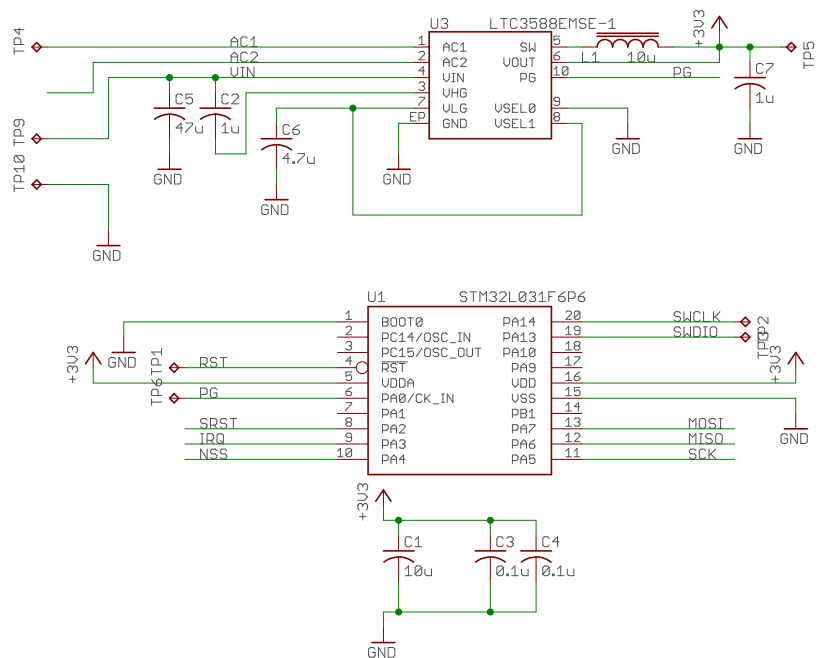 U3 LTC3588EMSE-1
+3V3
TP4 AC1 1 AC1 SW 5 L1 10u TP5
AC2 2 AC2 VOUT 6
VIN 4 VIN PG 10 PG C7
3 VHG 1u
C5 C2 7 VLG VSEL0 9
47u 1u EP GND VSEL1 8
TP9 C6
4.7u
GND GND GND GND
TP10 GND
GND
U1 STM32L031F6P6
1 BOOT0 PA14 20 SWCLK TP2
2 PC14/OSC_IN PA13 19 SWDIO TP3
GND 3 PC15/OSC_OUT PA10 18
+3V3 TP1 RST 4 RST PA9 17 +3V3
5 VDDA VDD 16
TP6 PG 6 PA0/CK_IN VSS 15
7 PA1 PB1 14
SRST 8 PA2 PA7 13 MOSI
IRQ 9 PA3 PA6 12 MISO GND
NSS 10 PA4 PA5 11 SCK
+3V3
C1 C3 C4
10u 0.1u 0.1u
GND